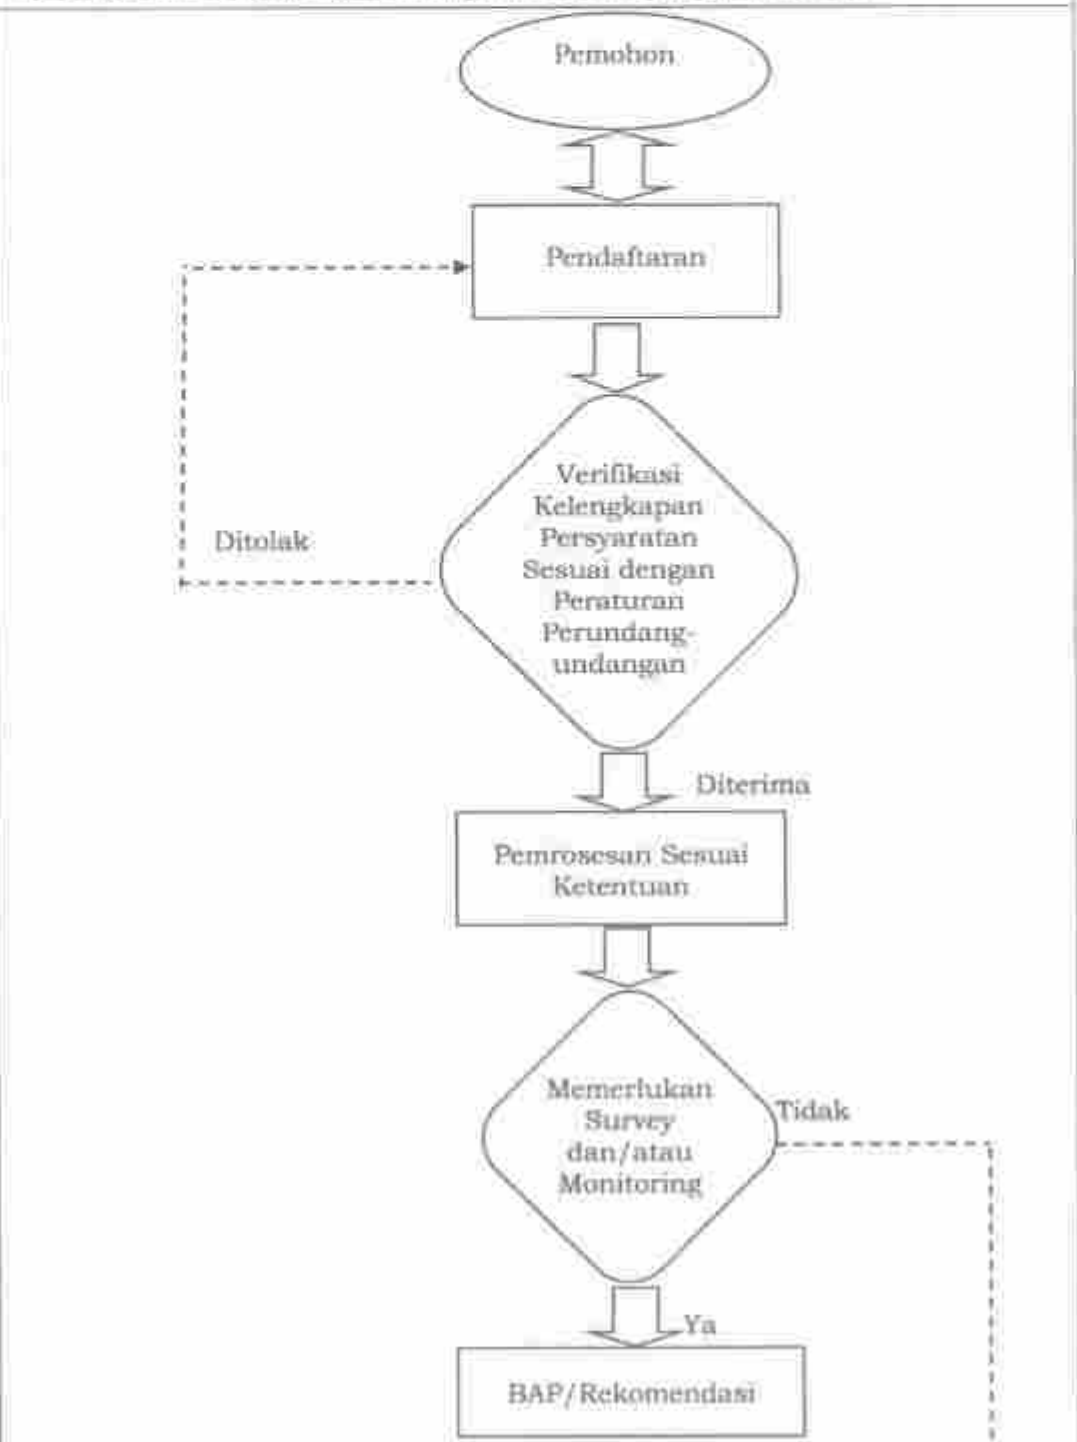 Pemohon
Pendaftaran
Verifikasi
Kelengkapan
Persyaratan
Sesuai dengan
Peraturan
Perundang-
undangan
Ditolak
Diterima
Pemrosesan Sesuai
Ketentuan
Memerlukan
Survey
dan/atau
Monitoring
Tidak
Ya
BAP/Rekomendasi